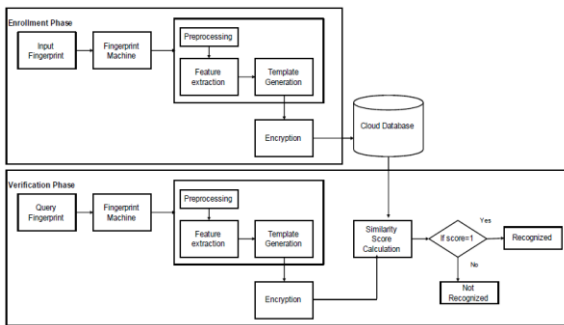 Enrollment Phase
Input
Fingerprint
Fingerprint
Machine
Preprocessing
Feature
extraction
Template
Generation
Encryption
Cloud Database
Verification Phase
Query
Fingerprint
Fingerprint
Machine
Preprocessing
Feature
extraction
Template
Generation
Encryption
Similarity
Score
Calculation
If score=1
Yes
Recognized
No
Not
Recognized